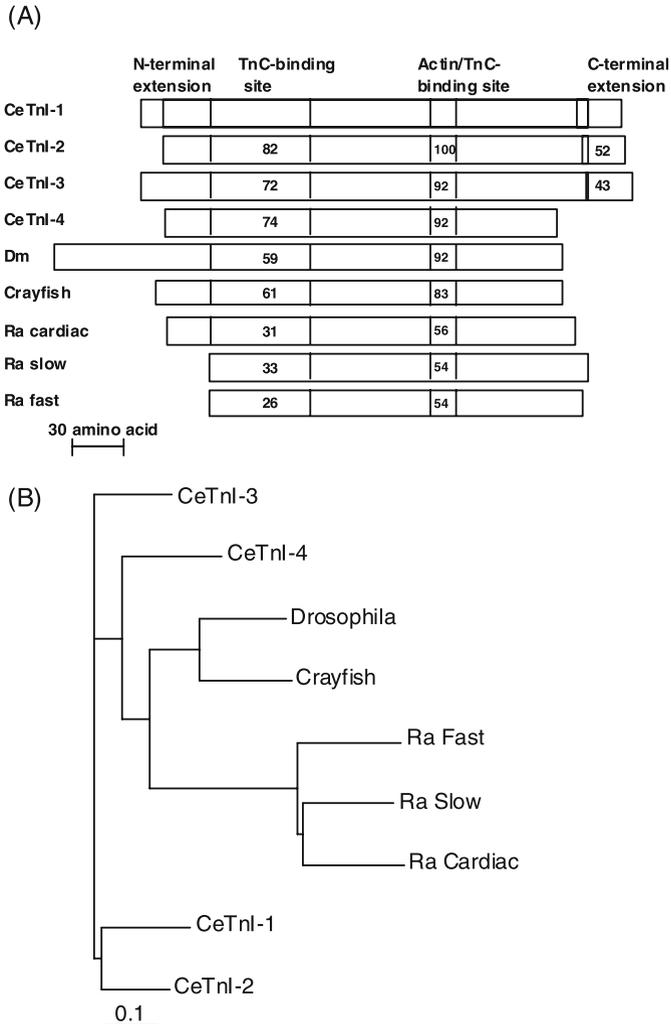 (A)
N-terminal extension
TnC-binding site
Actin/TnC-binding site
C-terminal extension
CeTnI-1
CeTnI-2 82 100 52
CeTnI-3 72 92 43
CeTnI-4 74 92
Dm 59 92
Crayfish 61 83
Ra cardiac 31 56
Ra slow 33 54
Ra fast 26 54
30 amino acid
(B)
CeTnI-3
CeTnI-4
Drosophila
Crayfish
Ra Fast
Ra Slow
Ra Cardiac
CeTnI-1
CeTnI-2
0.1